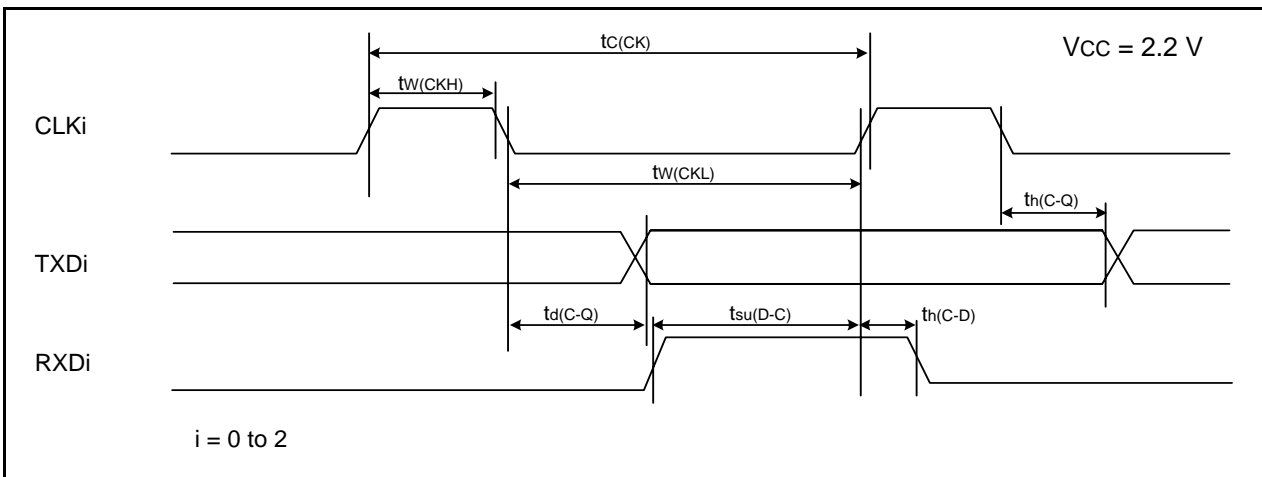 tC(CK)
VCC = 2.2 V
tW(CKH)
CLKi
tW(CKL)
th(C-Q)
TXDi
td(C-Q)
tsu(D-C)
th(C-D)
RXDi
i = 0 to 2